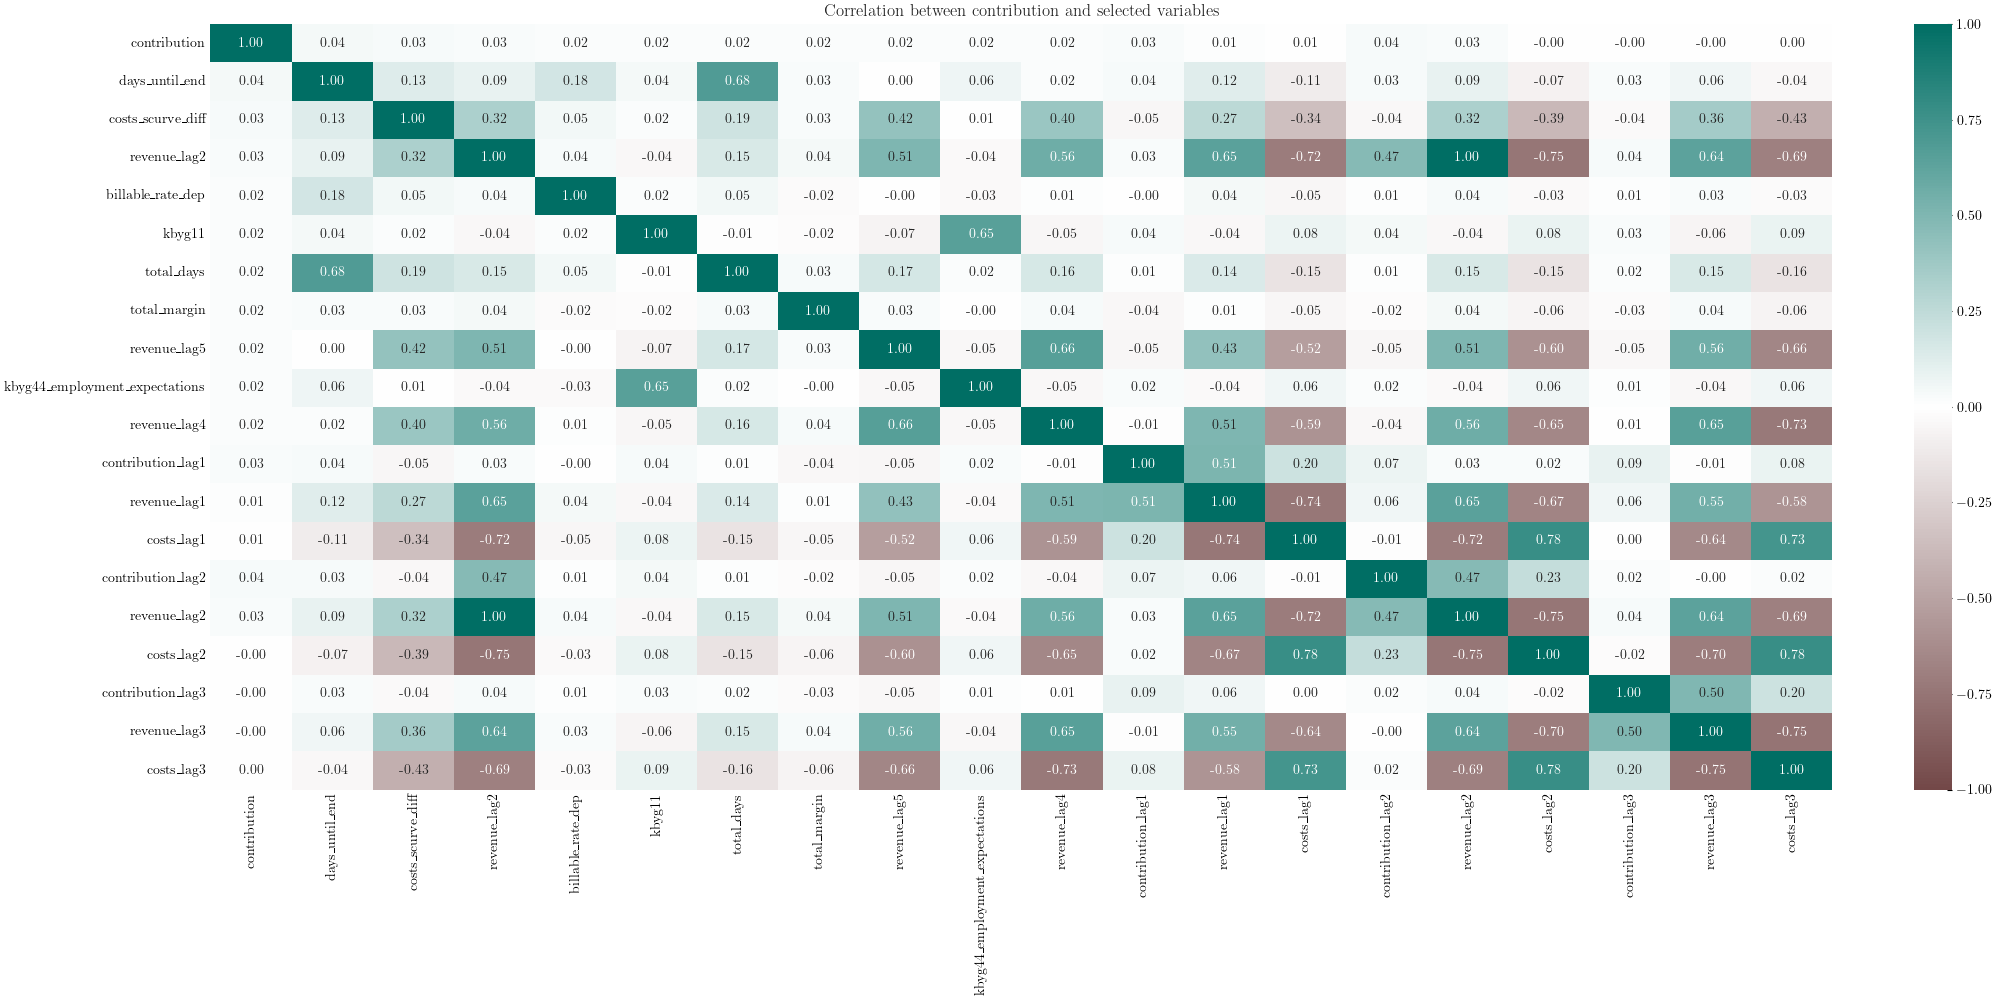 Correlation between contribution and selected variables
contribution 1.00 0.04 0.03 0.03 0.02 0.02 0.02 0.02 0.02 0.02 0.02 0.03 0.01 0.01 0.04 0.03 -0.00 -0.00 -0.00 0.00
days_until_end 0.04 1.00 0.13 0.09 0.18 0.04 0.68 0.03 0.00 0.06 0.02 0.04 0.12 -0.11 0.03 0.09 -0.07 0.03 0.06 -0.04
costs_scurve_diff 0.03 0.13 1.00 0.32 0.05 0.02 0.19 0.03 0.42 0.01 0.40 -0.05 0.27 -0.34 -0.04 0.32 -0.39 -0.04 0.36 -0.43
revenue_lag2 0.03 0.09 0.32 1.00 0.04 -0.04 0.15 0.04 0.51 -0.04 0.56 0.03 0.65 -0.72 0.47 1.00 -0.75 0.04 0.64 -0.69
billable_rate_dep 0.02 0.18 0.05 0.04 1.00 0.02 0.05 -0.02 -0.00 -0.03 0.01 -0.00 0.04 -0.05 0.01 0.04 -0.03 0.01 0.03 -0.03
kbyg11 0.02 0.04 0.02 -0.04 0.02 1.00 -0.01 -0.02 -0.07 0.65 -0.05 0.04 -0.04 0.08 0.04 -0.04 0.08 0.03 -0.06 0.09
total_days 0.02 0.68 0.19 0.15 0.05 -0.01 1.00 0.03 0.17 0.02 0.16 0.01 0.14 -0.15 0.01 0.15 -0.15 0.02 0.15 -0.16
total_margin 0.02 0.03 0.03 0.04 -0.02 -0.02 0.03 1.00 0.03 -0.00 0.04 -0.04 0.01 -0.05 -0.02 0.04 -0.06 -0.03 0.04 -0.06
revenue_lag5 0.02 0.00 0.42 0.51 -0.00 -0.07 0.17 0.03 1.00 -0.05 0.66 -0.05 0.43 -0.52 -0.05 0.51 -0.60 -0.05 0.56 -0.66
kbyg44_employment_expectations 0.02 0.06 0.01 -0.04 -0.03 0.65 0.02 -0.00 -0.05 1.00 -0.05 0.02 -0.04 0.06 0.02 -0.04 0.06 0.01 -0.04 0.06
revenue_lag4 0.02 0.02 0.40 0.56 0.01 -0.05 0.16 0.04 0.66 -0.05 1.00 -0.01 0.51 -0.59 -0.04 0.56 -0.65 0.01 0.65 -0.73
contribution_lag1 0.03 0.04 -0.05 0.03 -0.00 0.04 0.01 -0.04 -0.05 0.02 -0.01 1.00 0.51 0.20 0.07 0.03 0.02 0.09 -0.01 0.08
revenue_lag1 0.01 0.12 0.27 0.65 0.04 -0.04 0.14 0.01 0.43 -0.04 0.51 0.51 1.00 -0.74 0.06 0.65 -0.67 0.06 0.55 -0.58
costs_lag1 0.01 -0.11 -0.34 -0.72 -0.05 0.08 -0.15 -0.05 -0.52 0.06 -0.59 0.20 -0.74 1.00 -0.01 -0.72 0.78 0.00 -0.64 0.73
contribution_lag2 0.04 0.03 -0.04 0.47 0.01 0.04 0.01 -0.02 -0.05 0.02 -0.04 0.07 0.06 -0.01 1.00 0.47 0.23 0.02 -0.00 0.02
revenue_lag2 0.03 0.09 0.32 1.00 0.04 -0.04 0.15 0.04 0.51 -0.04 0.56 0.03 0.65 -0.72 0.47 1.00 -0.75 0.04 0.64 -0.69
costs_lag2 -0.00 -0.07 -0.39 -0.75 -0.03 0.08 -0.15 -0.06 -0.60 0.06 -0.65 0.02 -0.67 0.78 0.23 -0.75 1.00 -0.02 -0.70 0.78
contribution_lag3 -0.00 0.03 -0.04 0.04 0.01 0.03 0.02 -0.03 -0.05 0.01 0.01 0.09 0.06 0.00 0.02 0.04 -0.02 1.00 0.50 0.20
revenue_lag3 -0.00 0.06 0.36 0.64 0.03 -0.06 0.15 0.04 0.56 -0.04 0.65 -0.01 0.55 -0.64 -0.00 0.64 -0.70 0.50 1.00 -0.75
costs_lag3 0.00 -0.04 -0.43 -0.69 -0.03 0.09 -0.16 -0.06 -0.66 0.06 -0.73 0.08 -0.58 0.73 0.02 -0.69 0.78 0.20 -0.75 1.00
contribution
days_until_end
costs_scurve_diff
revenue_lag2
billable_rate_dep
kbyg11
total_days
total_margin
revenue_lag5
kbyg44_employment_expectations
revenue_lag4
contribution_lag1
revenue_lag1
costs_lag1
contribution_lag2
revenue_lag2
costs_lag2
contribution_lag3
revenue_lag3
costs_lag3
1.00
0.75
0.50
0.25
0.00
−0.25
−0.50
−0.75
−1.00